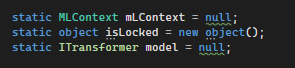 static MLContext mLContext = null;
static object isLocked = new object();
static ITransformer model = null;